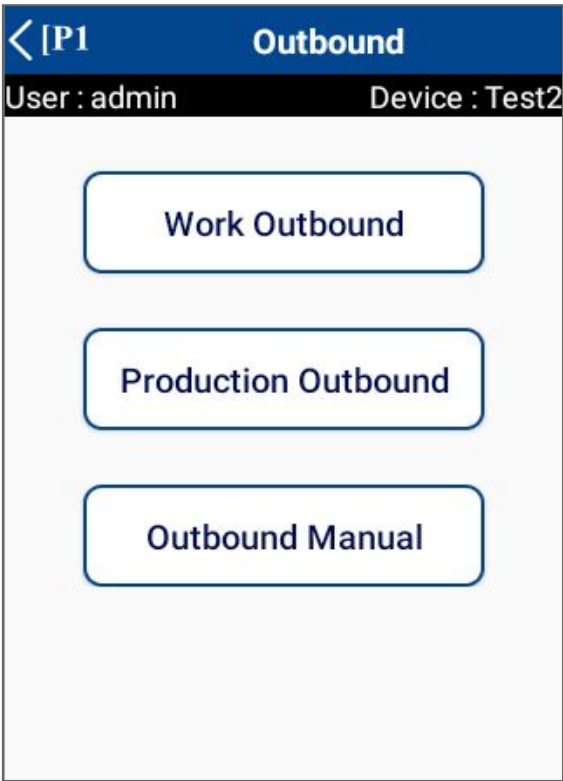 [P1 Outbound
User : admin Device : Test2
Work Outbound
Production Outbound
Outbound Manual